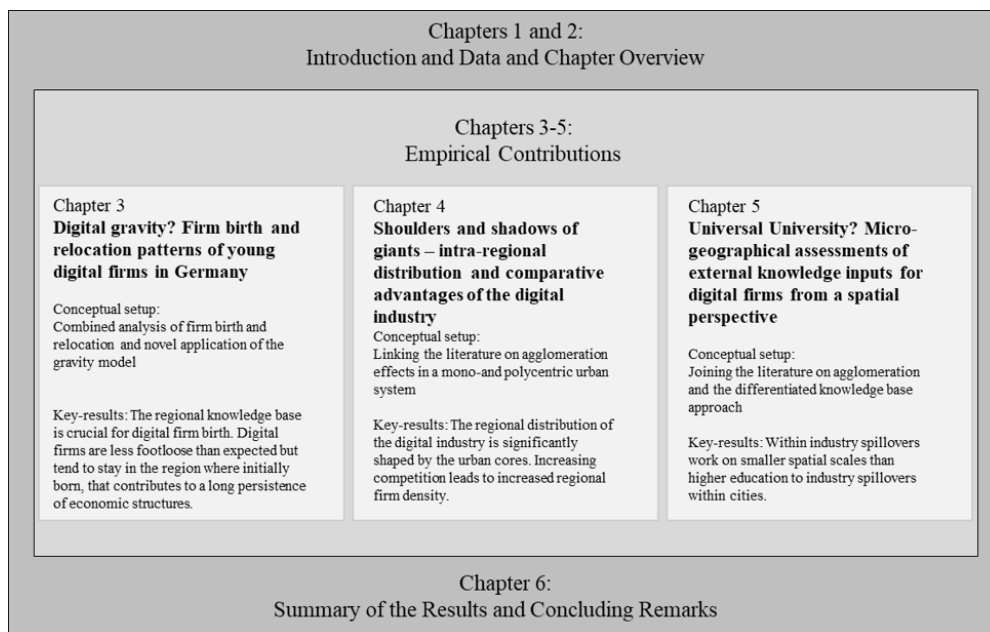 Chapters 1 and 2:
Introduction and Data and Chapter Overview
Chapters 3-5:
Empirical Contributions
Chapter 3
Digital gravity? Firm birth and
relocation patterns of young
digital firms in Germany
Conceptual setup:
Combined analysis of firm birth and
relocation and novel application of the
gravity model
Key-results: The regional knowledge base
is crucial for digital firm birth. Digital
firms are less footloose than expected but
tend to stay in the region where initially
born, that contributes to a long persistence
of economic structures.
Chapter 4
Shoulders and shadows of
giants – intra-regional
distribution and comparative
advantages of the digital
industry
Conceptual setup:
Linking the literature on agglomeration
effects in a mono-and polycentric urban
system
Key-results: The regional distribution of
the digital industry is significantly
shaped by the urban cores. Increasing
competition leads to increased regional
firm density.
Chapter 5
Universal University? Micro-
geographical assessments of
external knowledge inputs for
digital firms from a spatial
perspective
Conceptual setup:
Joining the literature on agglomeration
and the differentiated knowledge base
approach
Key-results: Within industry spillovers
work on smaller spatial scales than
higher education to industry spillovers
within cities.
Chapter 6:
Summary of the Results and Concluding Remarks